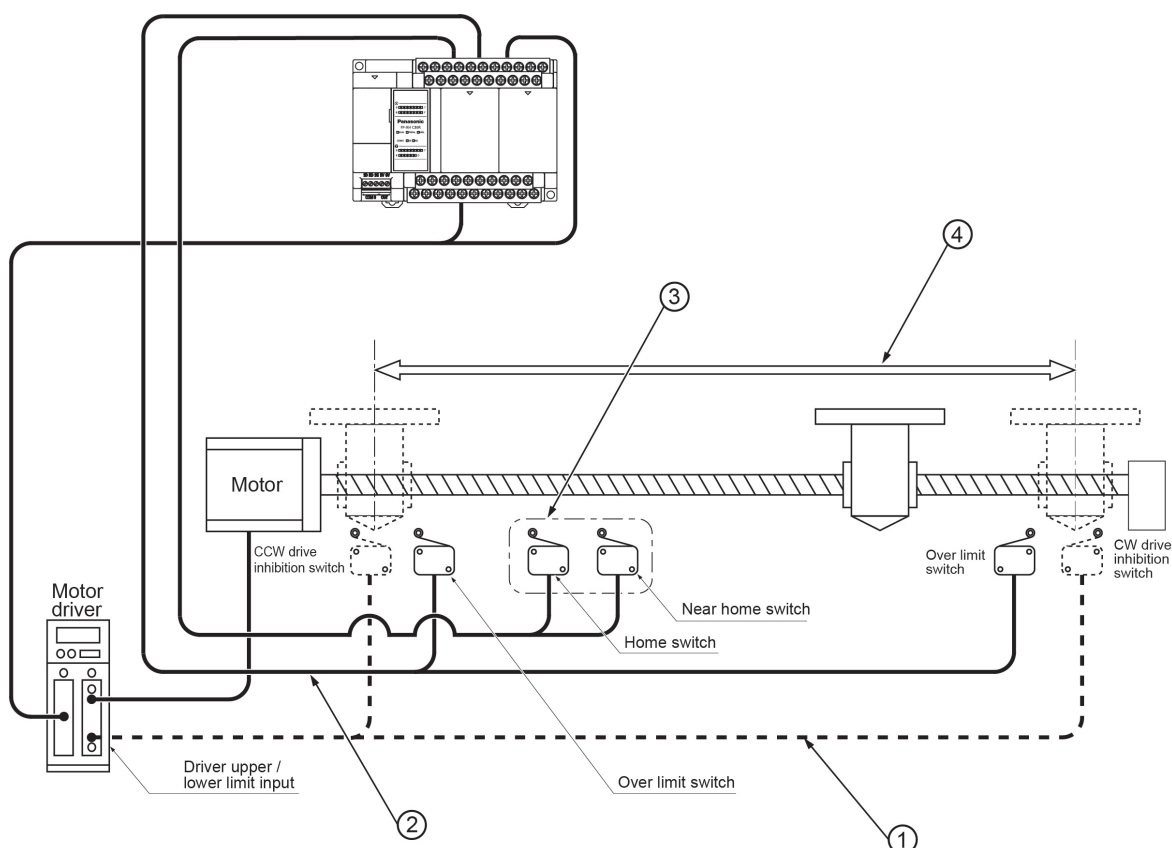 Panasonic
④
③
Motor
CCW drive
inhibition switch
Over limit
switch
CW drive
inhibition
switch
Motor
driver
Near home switch
Home switch
Driver upper /
lower limit input
Over limit switch
②
①